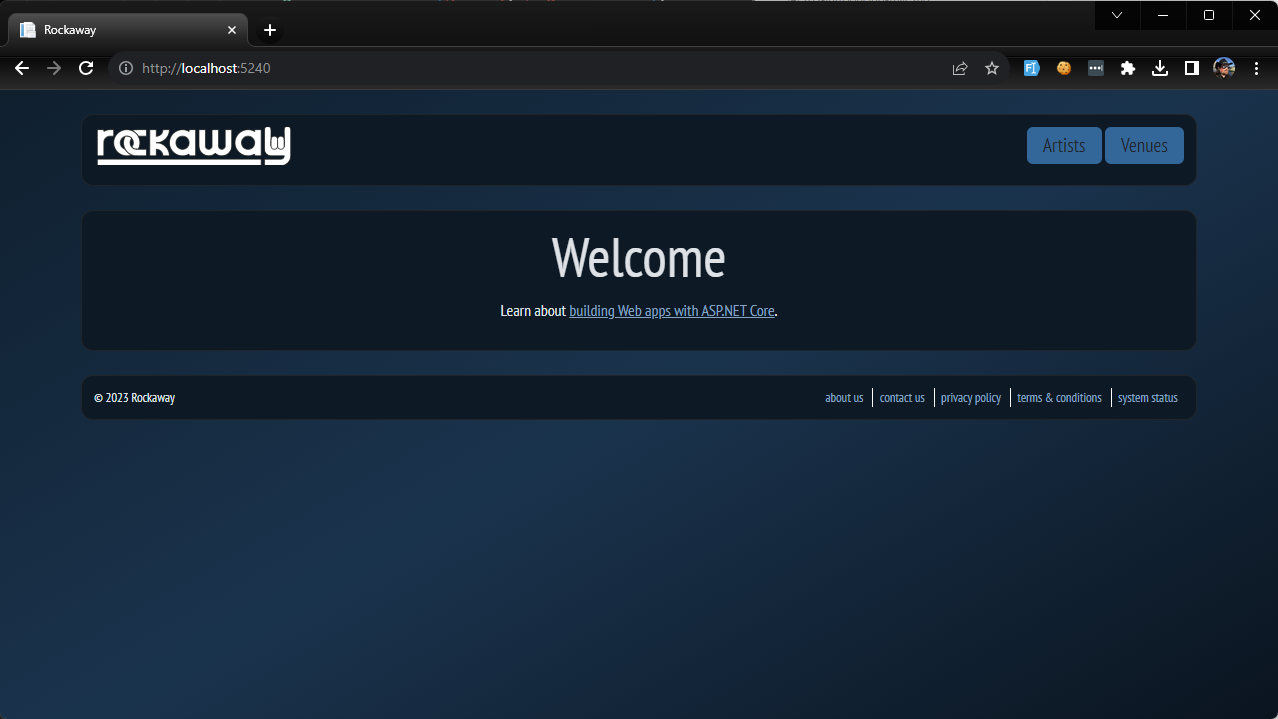 Rockaway
http://localhost:5240
rockaway
Artists
Venues
Welcome
Learn about building Web apps with ASP.NET Core.
© 2023 Rockaway
about us
contact us
privacy policy
terms & conditions
system status